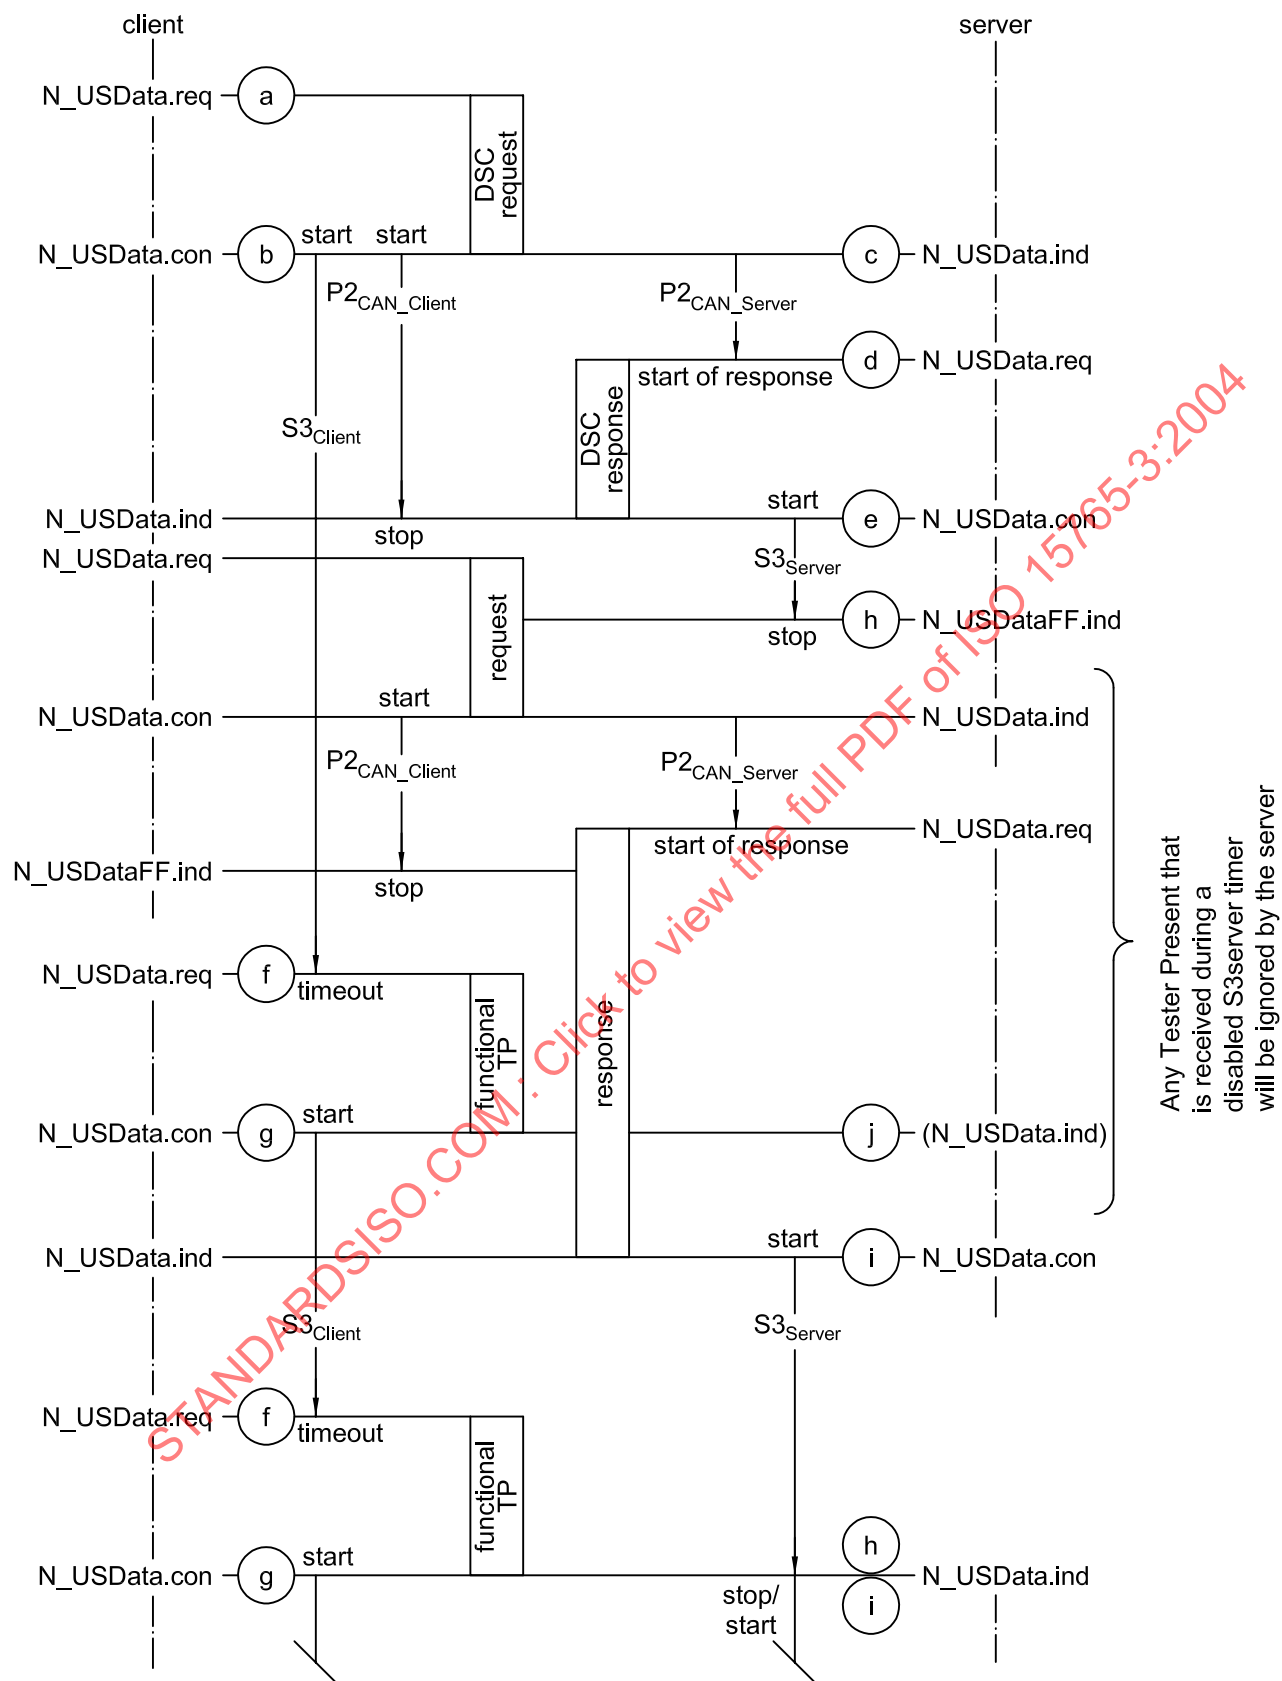 client
server
N_USData.req
a
DSC
request
N_USData.con
b
start
start
c
N_USData.ind
P2CAN_Client
P2CAN_Server
d
N_USData.req
start of response
S3Client
DSC
response
start
N_USData.ind
e
N_USData.con
stop
N_USData.req
S3Server
request
h
N_USDataFF.ind
stop
start
N_USData.con
N_USData.ind
P2CAN_Client
P2CAN_Server
N_USData.req
start of response
N_USDataFF.ind
stop
Any Tester Present that
is received during a
disabled S3server timer
will be ignored by the server
N_USData.req
f
timeout
functional
TP
response
start
N_USData.con
g
j
(N_USData.ind)
start
N_USData.ind
i
N_USData.con
S3Client
S3Server
N_USData.req
f
timeout
functional
TP
h
start
N_USData.con
g
N_USData.ind
i
stop/
start
STANDARDSISO.COM : Click to view the full PDF of ISO 15765-3:2004